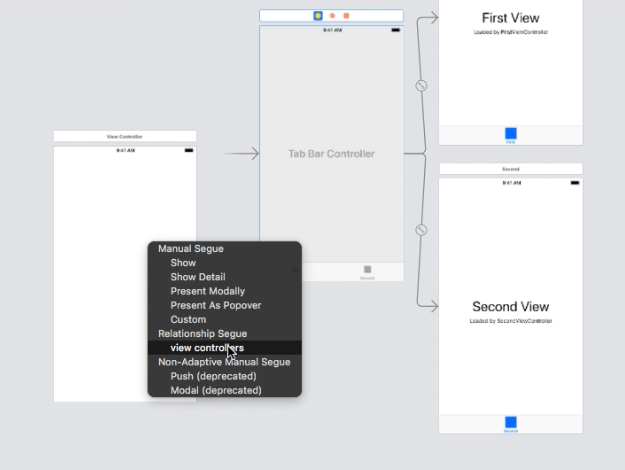 First View
Loaded by FirstViewController
9:41 AM
View Controller
9:41 AM
Tab Bar Controller
Second
9:41 AM
Second View
Loaded by SecondViewController
Second
Second
Manual Segue
Show
Show Detail
Present Modally
Present As Popover
Custom
Relationship Segue
view controllers
Non-Adaptive Manual Segue
Push (deprecated)
Modal (deprecated)